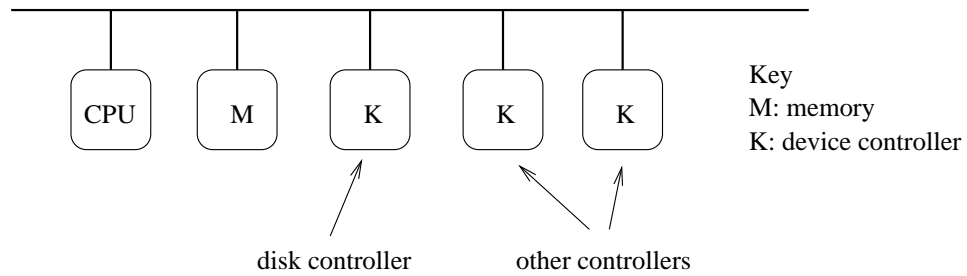 CPU
M
K
K
K
Key
M: memory
K: device controller
disk controller
other controllers